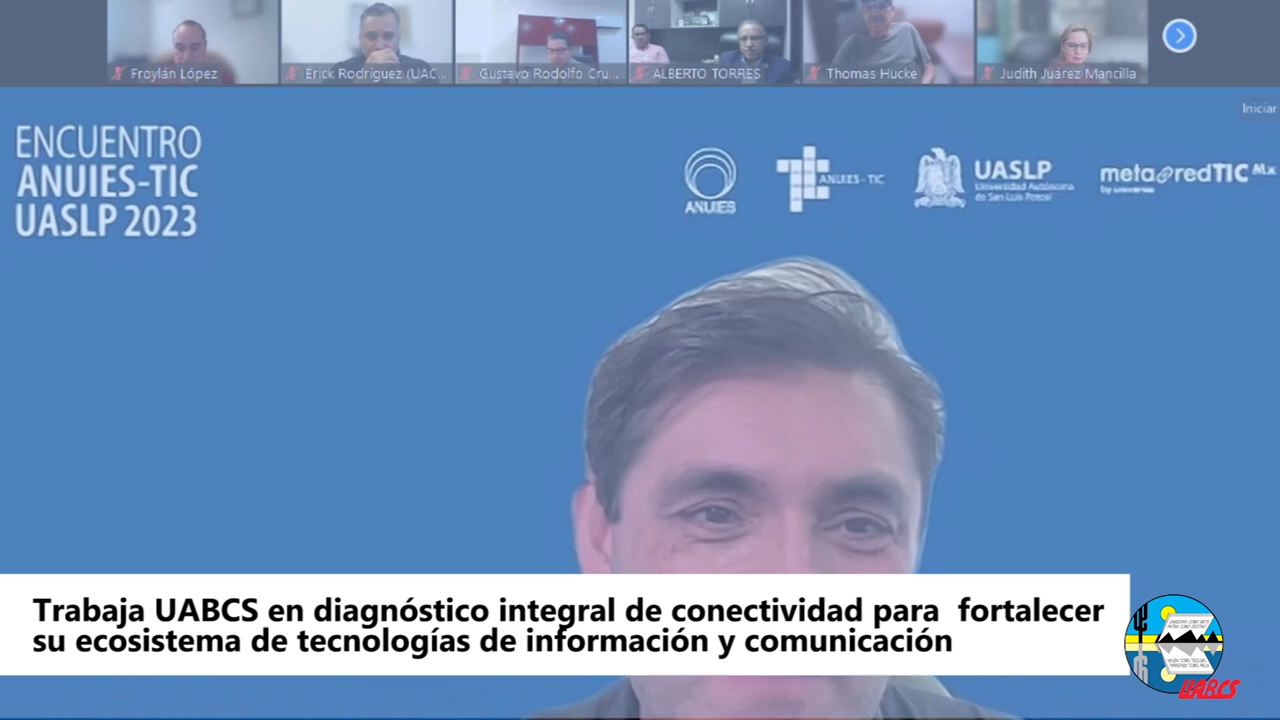 Froylán López
Erick Rodríguez (UAC...
Gustavo Rodolfo Cru...
ALBERTO TORRES
Thomas Hucke
Judith Juárez Mancilla
Iniciar
ENCUENTRO
ANUIES-TIC
UASLP 2023
ANUIES
ANUIES - TIC
UASLP
Universidad Autónoma
de San Luis Potosí
metaredTIC Mx
by universia
Trabaja UABCS en diagnóstico integral de conectividad para fortalecer
su ecosistema de tecnologías de información y comunicación
UABCS